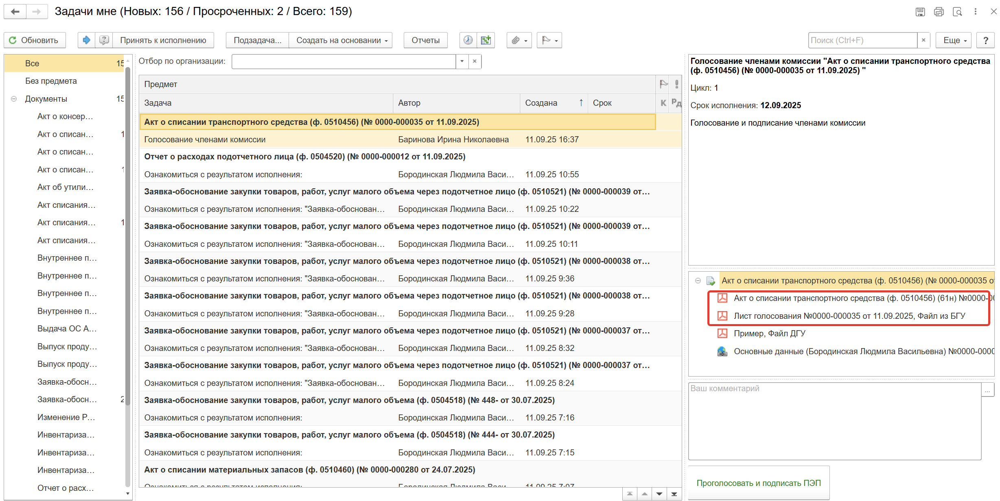 Задачи мне (Новых: 156 / Просроченных: 2 / Всего: 159)
Обновить
Принять к исполнению
Подзадача...
Создать на основании
Отчеты
Поиск (Ctrl+F)
×
Еще
?
Все 15
Без предмета
Документы 15
Акт о консер…
Акт о списан… 1
Акт о списан…
Акт о списан… 1
Акт об утили…
Акт списания…
Акт списания… 1
Акт списания…
Внутреннее п…
Внутреннее п…
Внутреннее п…
Внутреннее п…
Выдача ОС А…
Выпуск проду…
Выпуск проду…
Заявка-обосн…
Заявка-обосн… 2
Изменение Р…
Инвентариза…
Инвентариза…
Инвентариза…
Отчет о расх…
Отбор по организации:
×
Предмет
Задача Автор Создана ↑ Срок К РД
Акт о списании транспортного средства (ф. 0510456) (№ 0000-000035 от 11.09.2025)
Голосование членами комиссии Баринова Ирина Николаевна 11.09.25 16:37
Отчет о расходах подотчетного лица (ф. 0504520) (№ 0000-000012 от 11.09.2025)
Ознакомиться с результатом исполнения: Бородинская Людмила Васи… 11.09.25 10:55
Заявка-обоснование закупки товаров, работ, услуг малого объема через подотчетное лицо (ф. 0510521) (№ 0000-000039 от…
Ознакомиться с результатом исполнения: "Заявка-обоснован… Бородинская Людмила Васи… 11.09.25 10:22
Заявка-обоснование закупки товаров, работ, услуг малого объема через подотчетное лицо (ф. 0510521) (№ 0000-000039 от…
Ознакомиться с результатом исполнения: "Заявка-обоснован… Бородинская Людмила Васи… 11.09.25 10:11
Заявка-обоснование закупки товаров, работ, услуг малого объема через подотчетное лицо (ф. 0510521) (№ 0000-000038 от…
Ознакомиться с результатом исполнения: "Заявка-обоснован… Бородинская Людмила Васи… 11.09.25 9:36
Заявка-обоснование закупки товаров, работ, услуг малого объема через подотчетное лицо (ф. 0510521) (№ 0000-000038 от…
Ознакомиться с результатом исполнения: "Заявка-обоснован… Бородинская Людмила Васи… 11.09.25 9:28
Заявка-обоснование закупки товаров, работ, услуг малого объема через подотчетное лицо (ф. 0510521) (№ 0000-000037 от…
Ознакомиться с результатом исполнения: "Заявка-обоснован… Бородинская Людмила Васи… 11.09.25 8:32
Заявка-обоснование закупки товаров, работ, услуг малого объема через подотчетное лицо (ф. 0510521) (№ 0000-000037 от…
Ознакомиться с результатом исполнения: "Заявка-обоснован… Бородинская Людмила Васи… 11.09.25 8:24
Заявка-обоснование закупки товаров, работ, услуг малого объема (ф. 0504518) (№ 448- от 30.07.2025)
Ознакомиться с результатом исполнения: Бородинская Людмила Васи… 11.09.25 7:16
Заявка-обоснование закупки товаров, работ, услуг малого объема (ф. 0504518) (№ 444- от 30.07.2025)
Ознакомиться с результатом исполнения: Бородинская Людмила Васи… 11.09.25 7:15
Акт о списании материальных запасов (ф. 0510460) (№ 0000-000280 от 24.07.2025)
Ознакомиться с результатом исполнения: Бородинская Людмила Васи… 11.09.25 7:07
Голосование членами комиссии "Акт о списании транспортного средства
(ф. 0510456) (№ 0000-000035 от 11.09.2025) "
Цикл: 1
Срок исполнения: 12.09.2025
Голосование и подписание членами комиссии
Акт о списании транспортного средства (ф. 0510456) (№ 0000-000035 о
Акт о списании транспортного средства (ф. 0510456) (61н) №0000-00
Лист голосования №0000-000035 от 11.09.2025, Файл из БГУ
Пример, Файл ДГУ
Основные данные (Бородинская Людмила Васильевна) №0000-0000
Ваш комментарий
...
Проголосовать и подписать ПЭП